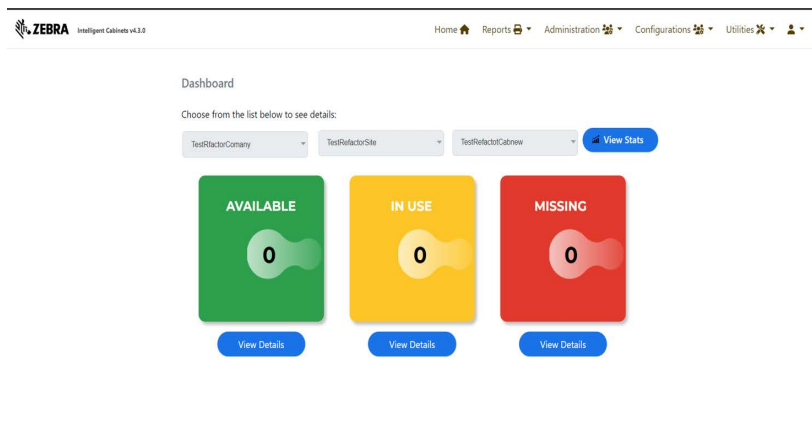 ZEBRA Intelligent Cabinets v4.3.0 Home Reports Administration Configurations Utilities
Dashboard
Choose from the list below to see details:
TestRfactorComany TestRefactorSite TestRefactotCabnew View Stats
AVAILABLE IN USE MISSING
0 0 0
View Details View Details View Details